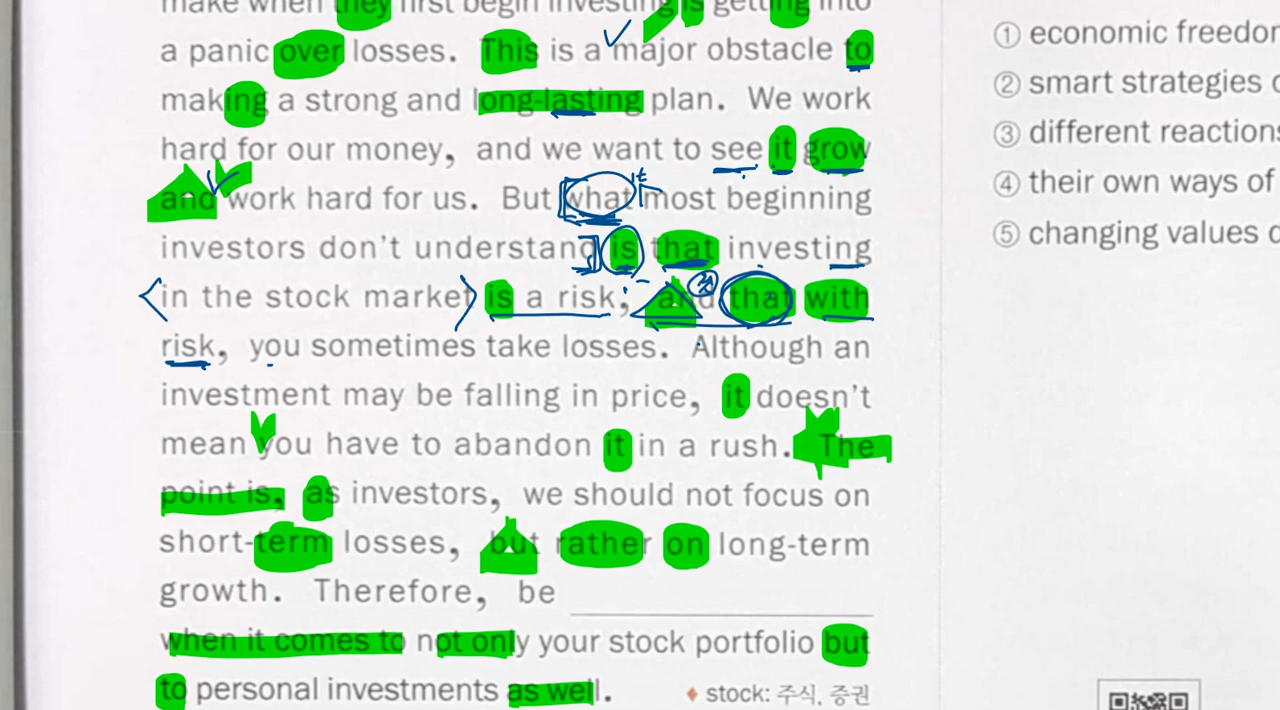 make when they first begin investing is getting into
a panic over losses. This is a major obstacle to
making a strong and long-lasting plan. We work
hard for our money, and we want to see it grow
and work hard for us. But what most beginning
investors don't understand is that investing
in the stock market is a risk, and that with
risk, you sometimes take losses. Although an
investment may be falling in price, it doesn't
mean you have to abandon it in a rush. The
point is, as investors, we should not focus on
short-term losses, but rather on long-term
growth. Therefore, be
when it comes to not only your stock portfolio but
to personal investments as well.
♦ stock: 주식, 증권
① economic freedom
② smart strategies
③ different reactions
④ their own ways of
⑤ changing values